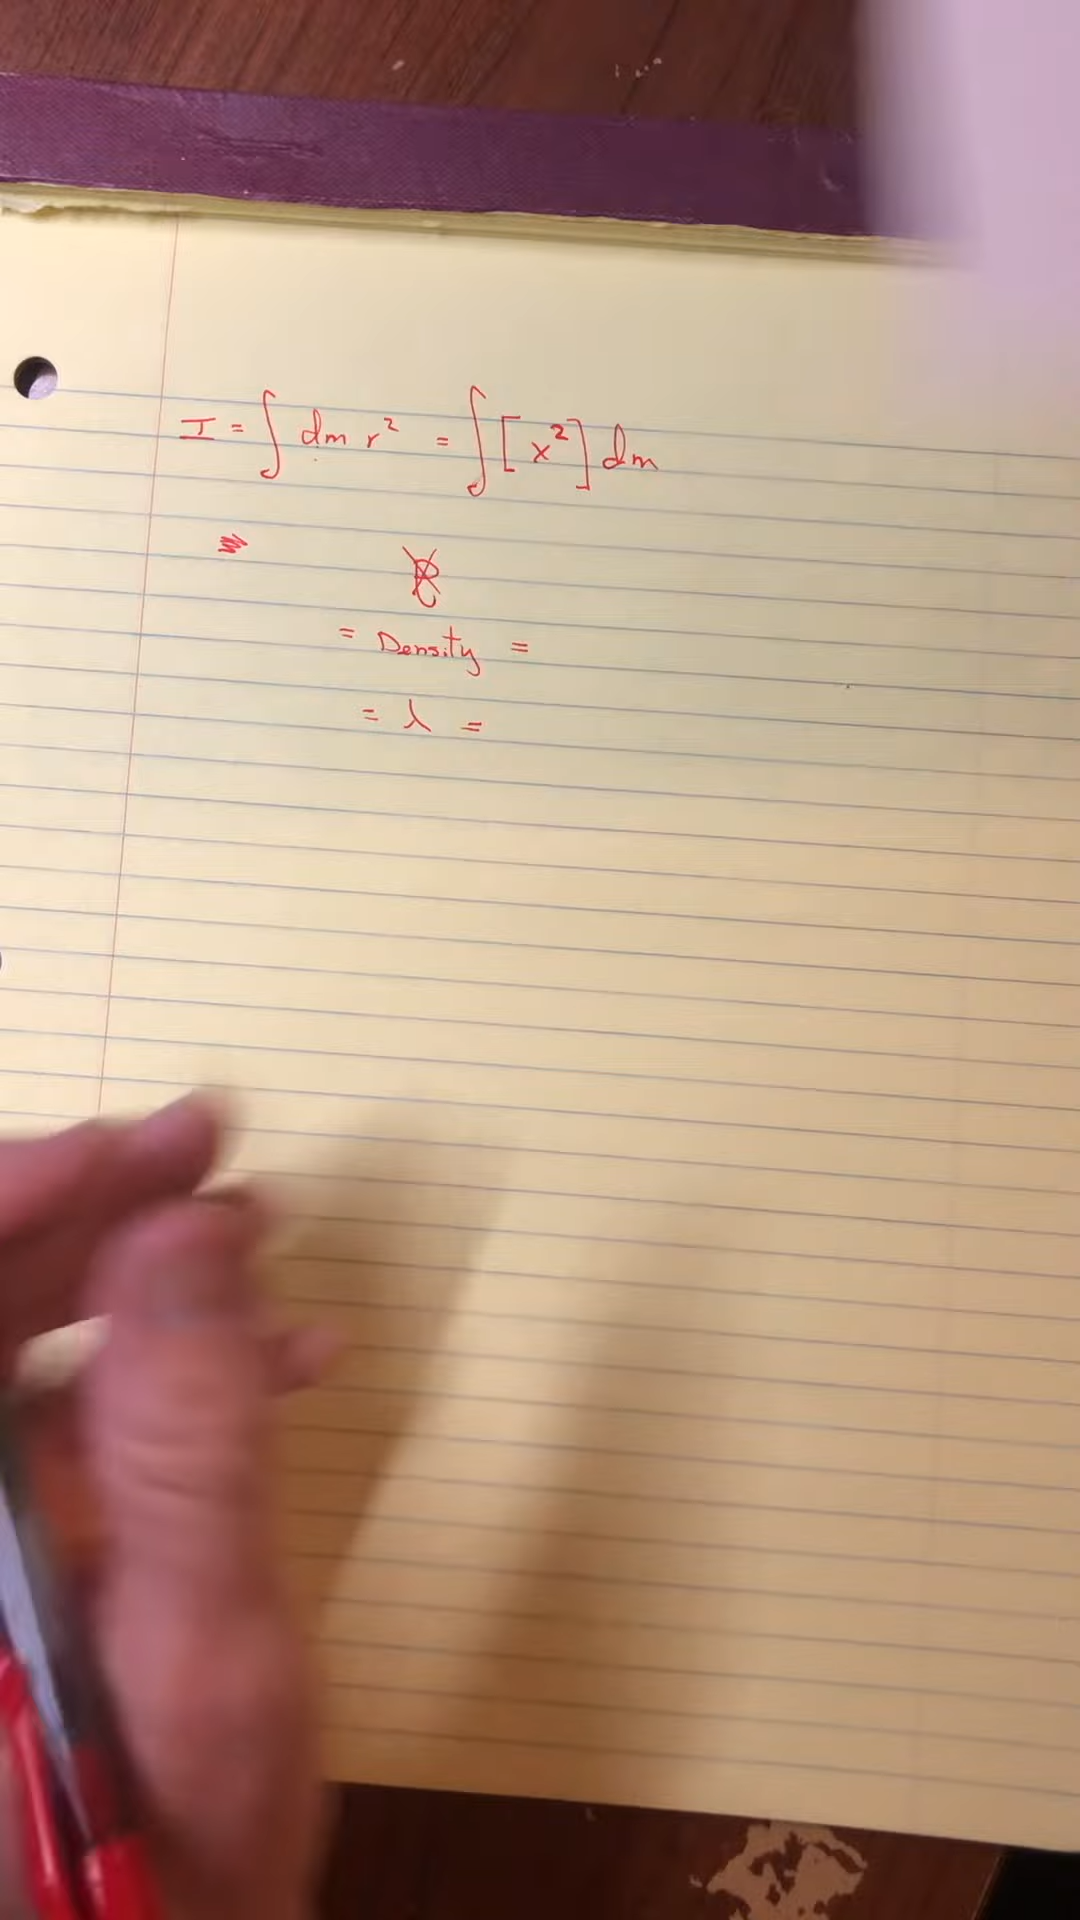 I = ∫ dm r² = ∫ [x²] dm
= Density =
= λ =